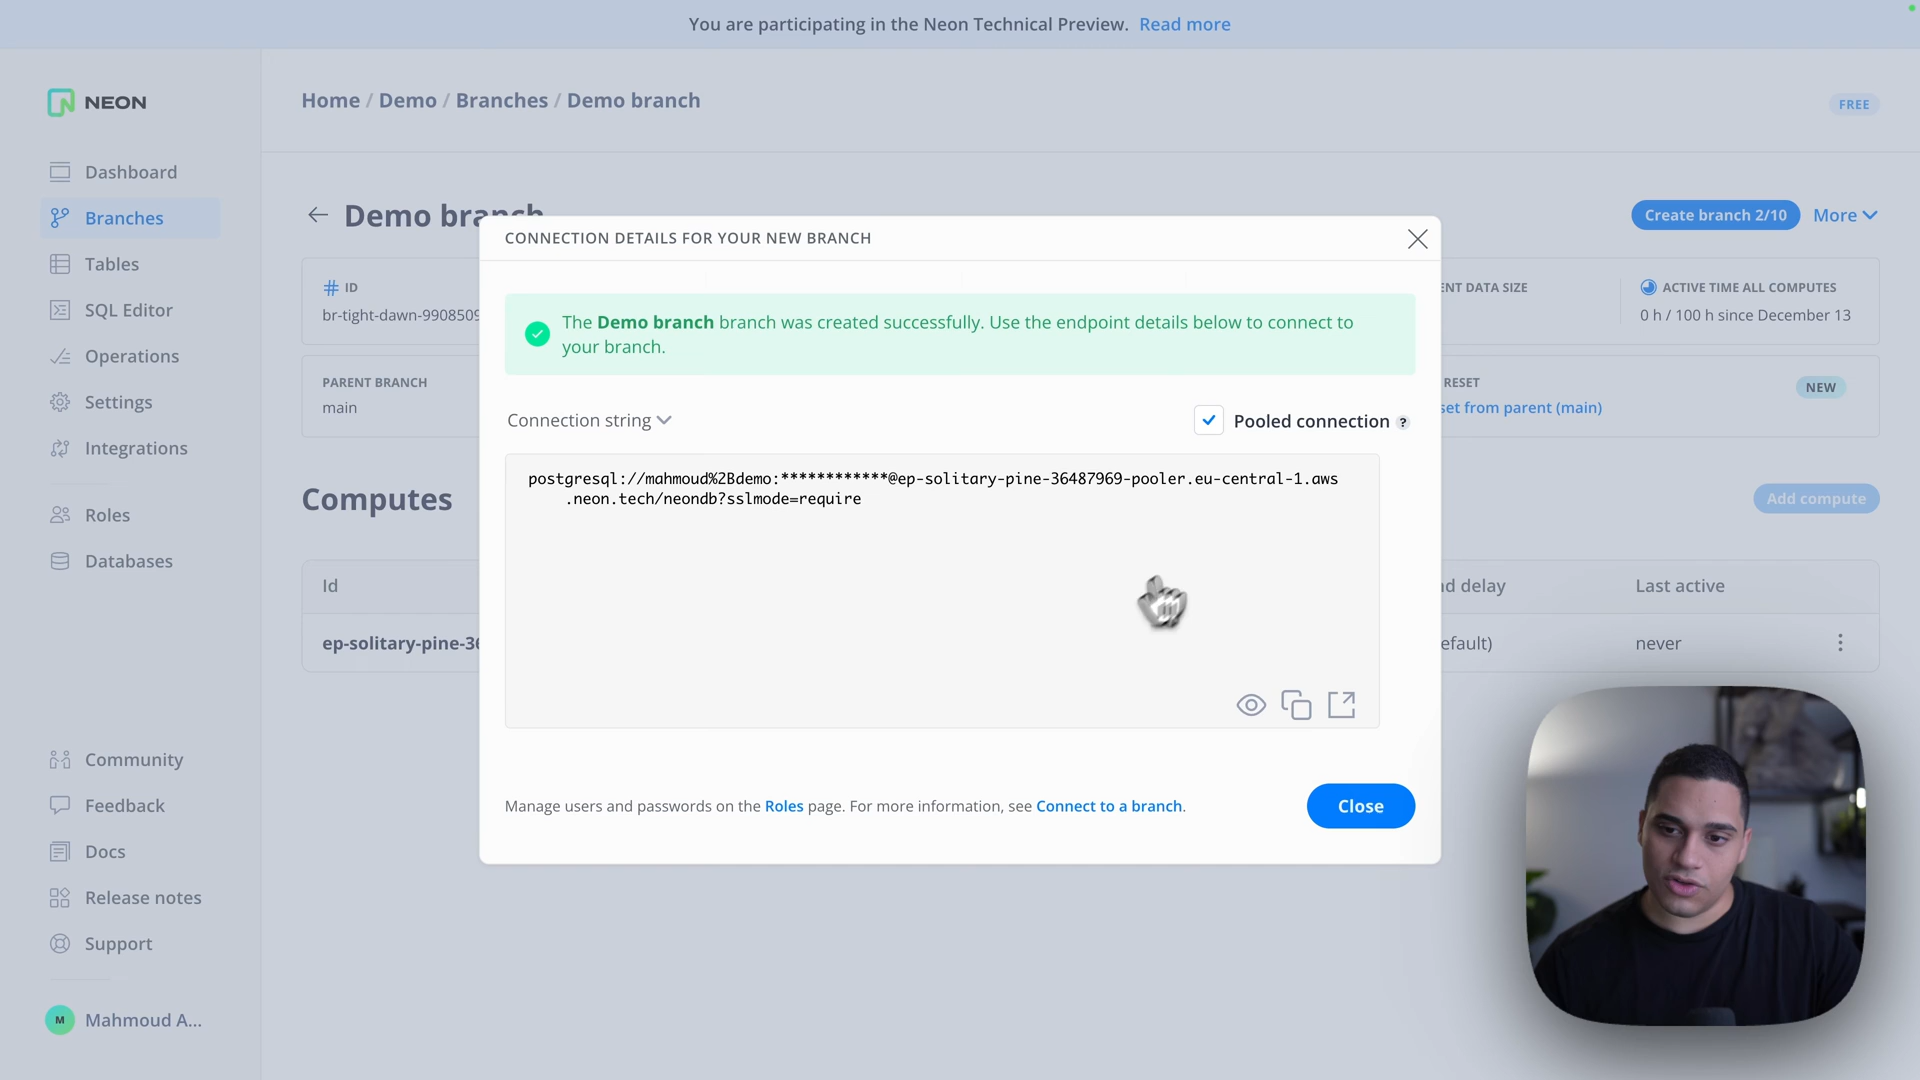 You are participating in the Neon Technical Preview. Read more
NEON
Home / Demo / Branches / Demo branch
FREE
Dashboard
Branches
Tables
SQL Editor
Operations
Settings
Integrations
Roles
Databases
Community
Feedback
Docs
Release notes
Support
M
Mahmoud A...
Demo branch
Create branch 2/10
More
ID
br-tight-dawn-9908509
ENT DATA SIZE
ACTIVE TIME ALL COMPUTES
0 h / 100 h since December 13
PARENT BRANCH
main
RESET
NEW
set from parent (main)
Computes
Add compute
Id
d delay
Last active
ep-solitary-pine-36
efault)
never
CONNECTION DETAILS FOR YOUR NEW BRANCH
The Demo branch branch was created successfully. Use the endpoint details below to connect to
your branch.
Connection string
Pooled connection ?
postgresql://mahmoud%2Bdemo:************@ep-solitary-pine-36487969-pooler.eu-central-1.aws
.neon.tech/neondb?sslmode=require
Manage users and passwords on the Roles page. For more information, see Connect to a branch.
Close